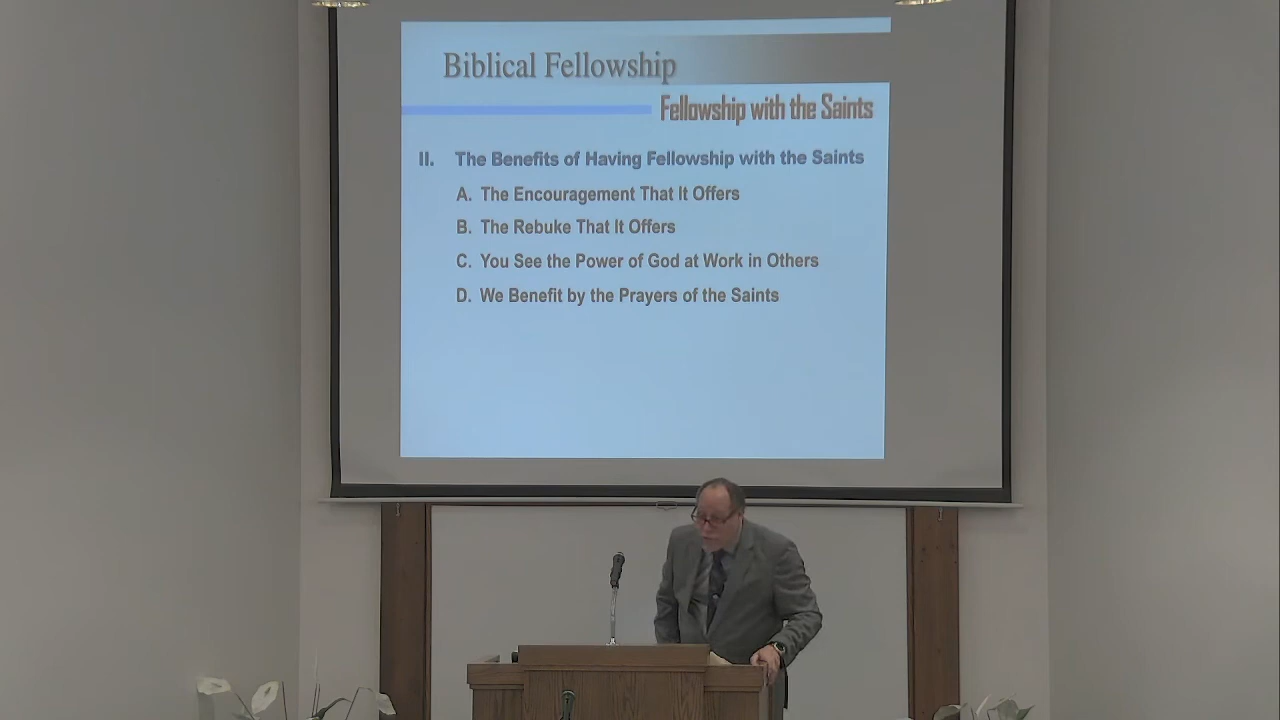 Biblical Fellowship
Fellowship with the Saints
II. The Benefits of Having Fellowship with the Saints
A. The Encouragement That It Offers
B. The Rebuke That It Offers
C. You See the Power of God at Work in Others
D. We Benefit by the Prayers of the Saints